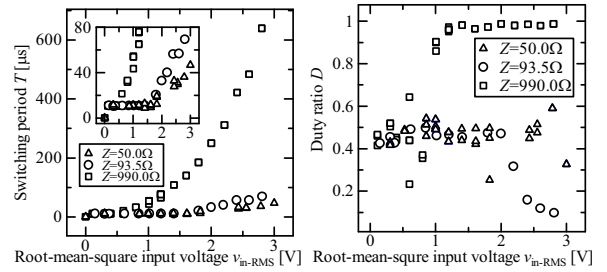 Switching period T [μs]
600
400
200
0
80
40
0
0 1 2 3
Z=50.0Ω
Z=93.5Ω
Z=990.0Ω
0 1 2 3
Root-mean-square input voltage vin-RMS [V]
Duty ratio D
1
0.8
0.6
0.4
0.2
Z=50.0Ω
Z=93.5Ω
Z=990.0Ω
0 1 2 3
Root-mean-square input voltage vin-RMS [V]